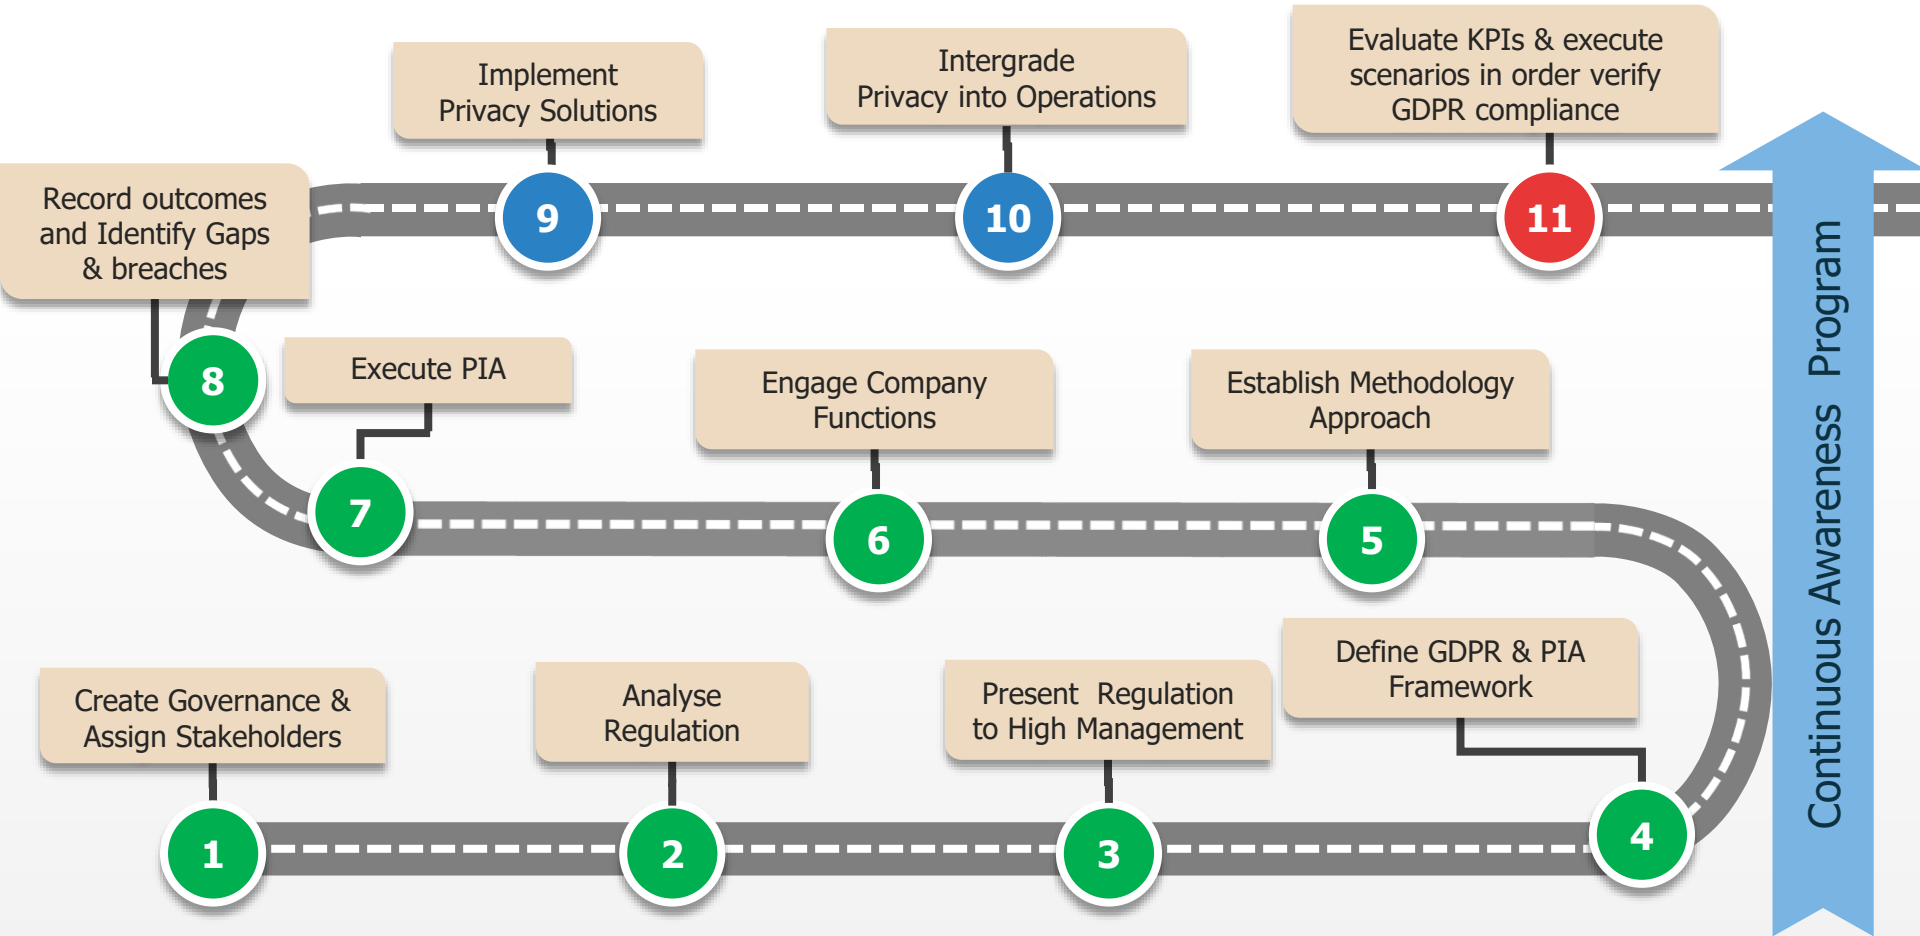 Implement
Privacy Solutions
9
Intergrade
Privacy into Operations
10
Evaluate KPIs & execute
scenarios in order verify
GDPR compliance
11
Record outcomes
and Identify Gaps
& breaches
8
Execute PIA
7
Engage Company
Functions
6
Establish Methodology
Approach
5
Create Governance &
Assign Stakeholders
1
Analyse
Regulation
2
Present Regulation
to High Management
3
Define GDPR & PIA
Framework
4
Continuous Awareness Program